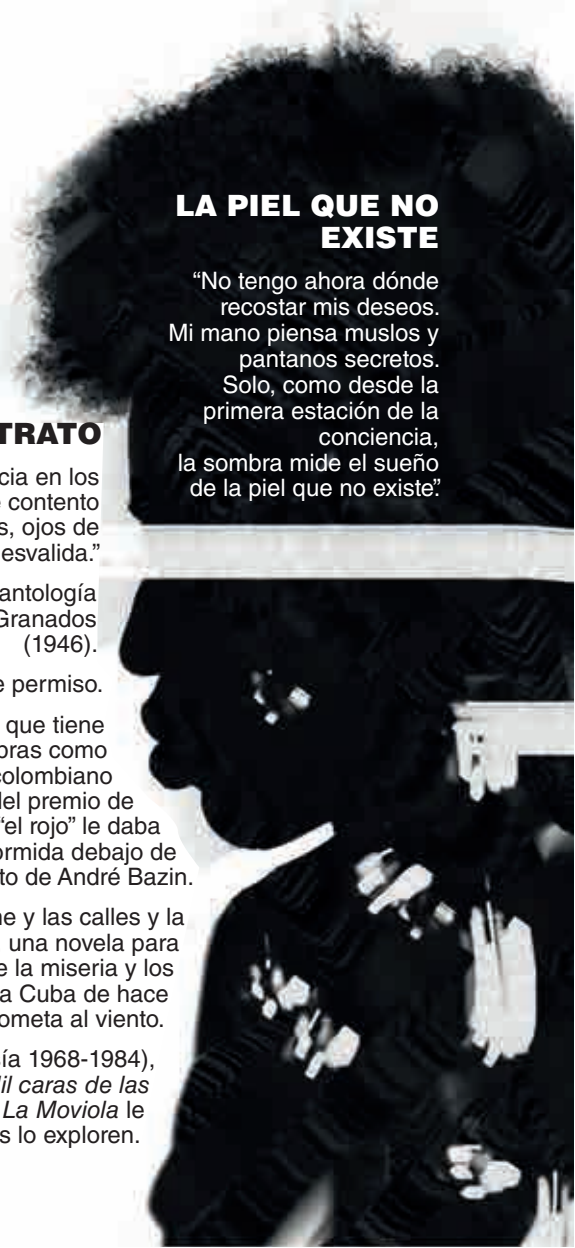 LA PIEL QUE NO
EXISTE
“No tengo ahora dónde
recostar mis deseos.
Mi mano piensa muslos y
pantanos secretos.
Solo, como desde la
primera estación de la
conciencia,
la sombra mide el sueño
de la piel que no existe”.
TRATO
cia en los
contento
s, ojos de
esvalida.”
antología
Granados
(1946).
e permiso.
que tiene
bras como
colombiano
del premio de
“el rojo” le daba
ormida debajo de
to de André Bazin.
ne y las calles y la
una novela para
e la miseria y los
a Cuba de hace
ometa al viento.
sía 1968-1984),
il caras de las
La Moviola le
s lo exploren.